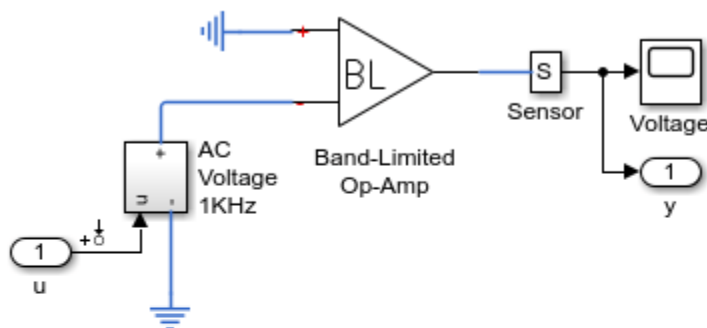 +
BL
-
S
Sensor
Voltage
Band-Limited
Op-Amp
AC
Voltage
1KHz
+
u
-
1
y
+
1
u